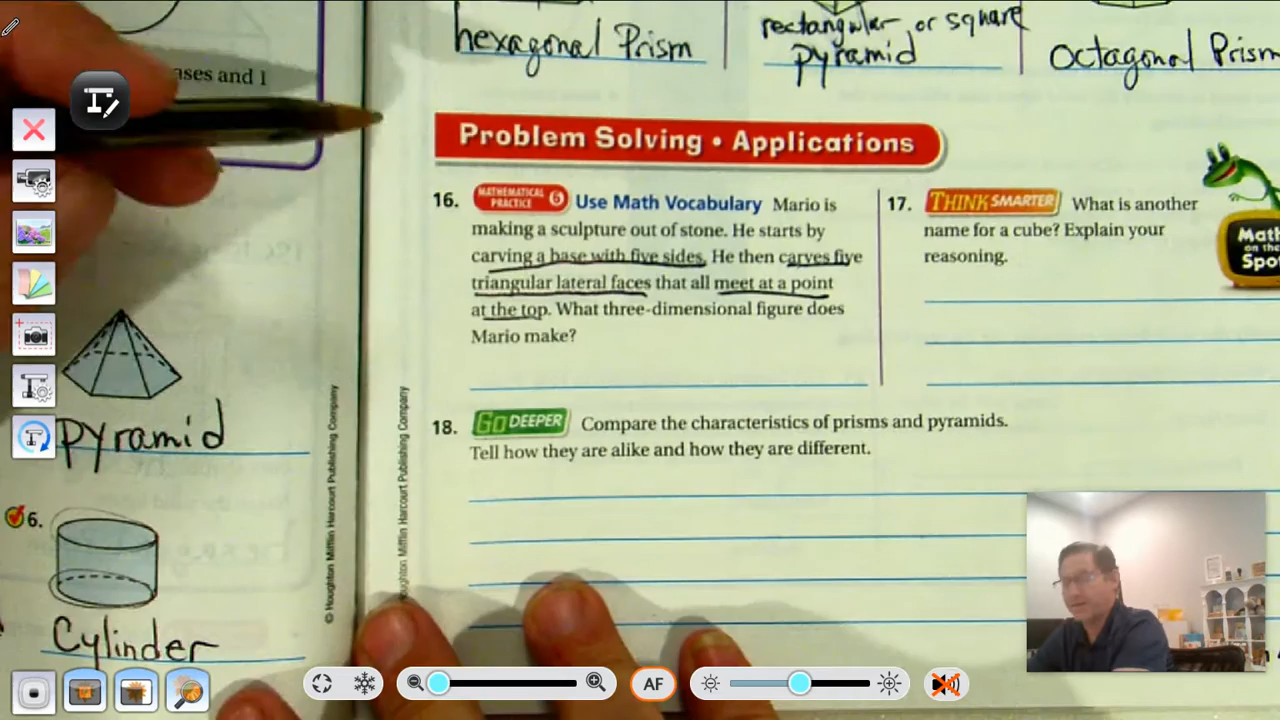 hexagonal Prism
rectangular or square
Pyramid
Octagonal Prism
ases and 1
Problem Solving • Applications
16. MATHEMATICAL PRACTICE 6 Use Math Vocabulary Mario is
making a sculpture out of stone. He starts by
carving a base with five sides. He then carves five
triangular lateral faces that all meet at a point
at the top. What three-dimensional figure does
Mario make?
17. THINK SMARTER What is another
name for a cube? Explain your
reasoning.
Math
on the
Spot
18. GO DEEPER Compare the characteristics of prisms and pyramids.
Tell how they are alike and how they are different.
Pyramid
6.
Cylinder
© Houghton Mifflin Harcourt Publishing Company
Houghton Mifflin Harcourt Publishing Company
AF